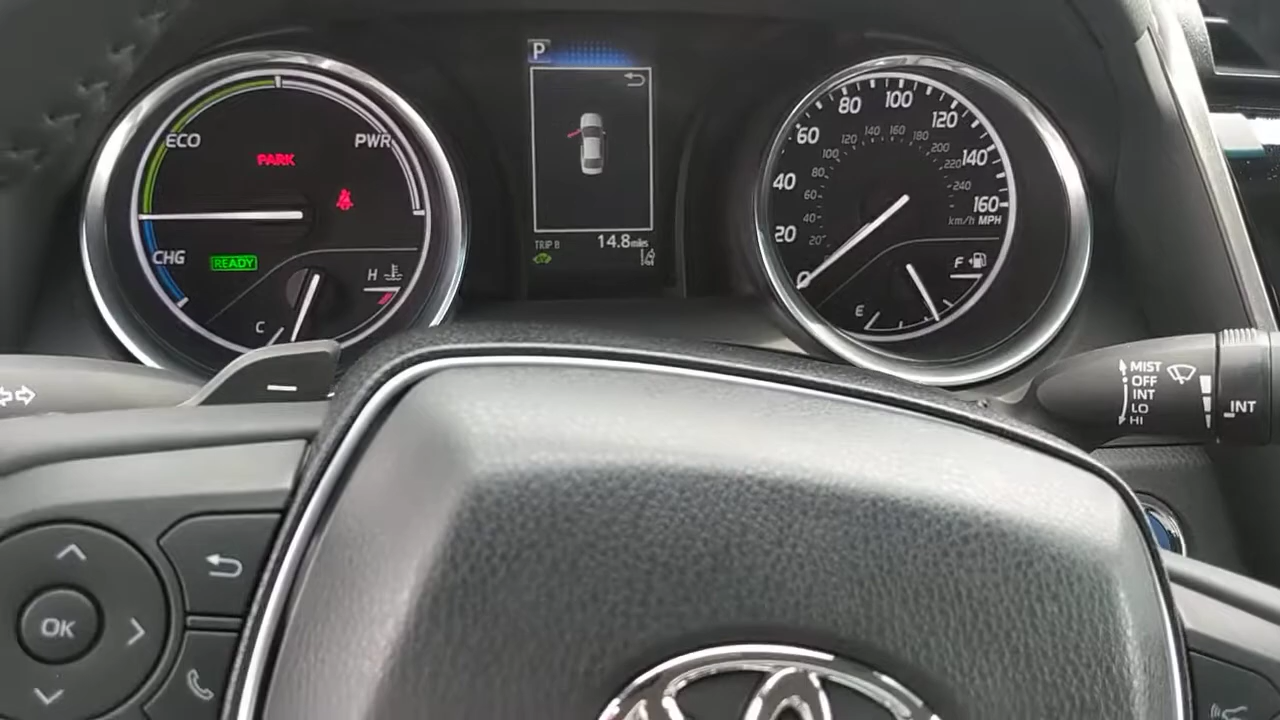 ECO
PWR
PARK
CHG
READY
H
C
P
TRIP B 14.8 miles
0
20
40
60
80
100
120
140
160
20
40
60
80
100
120
140
160
180
200
220
240
km/h MPH
F
E
MIST
OFF
INT
LO
HI
INT
OK